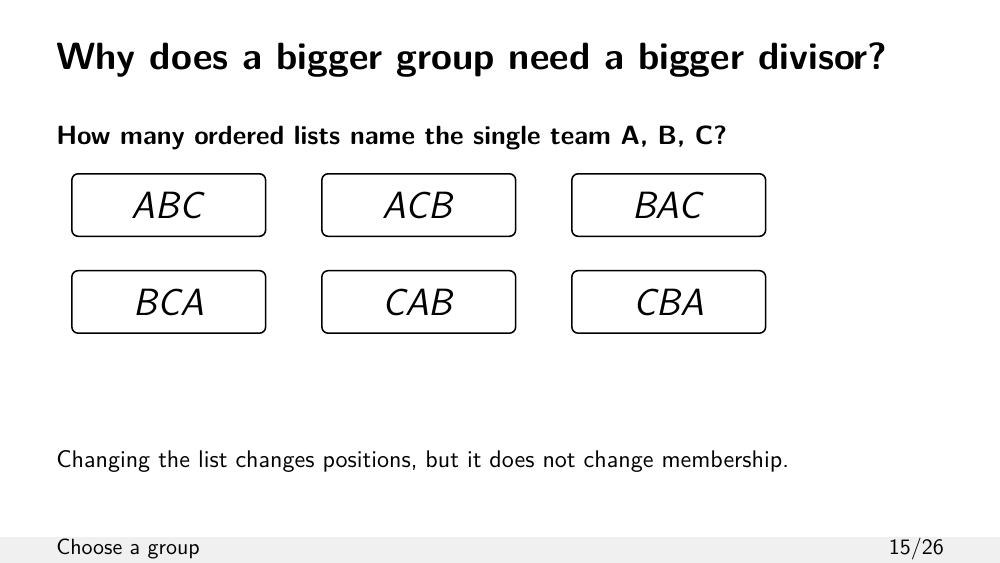 Why does a bigger group need a bigger divisor?
How many ordered lists name the single team A, B, C?
ABC ACB BAC
BCA CAB CBA
Changing the list changes positions, but it does not change membership.
Choose a group 15/26